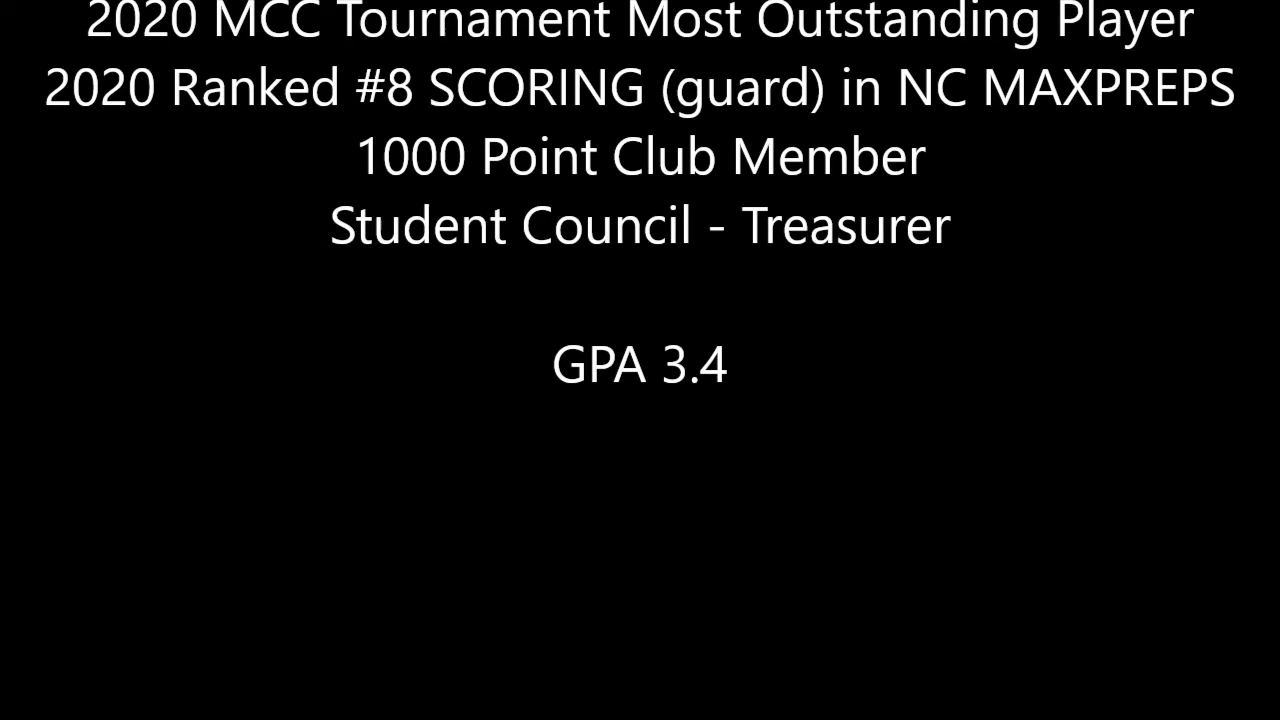 2020 MCC Tournament Most Outstanding Player
2020 Ranked #8 SCORING (guard) in NC MAXPREPS
1000 Point Club Member
Student Council - Treasurer
GPA 3.4